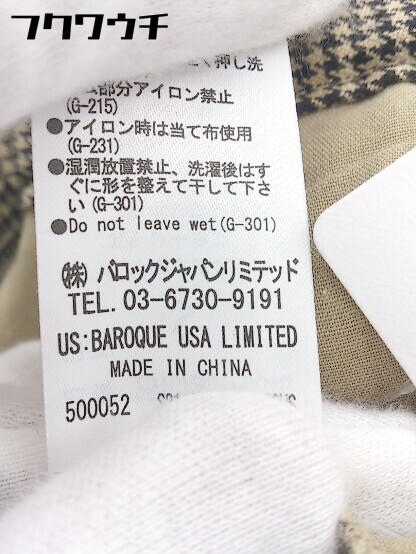 フクワウチ
く押し洗
部分アイロン禁止
(G-215)
●アイロン時は当て布使用
(G-231)
●湿潤放置禁止、洗濯後はす
ぐに形を整えて干して下さ
い(G-301)
●Do not leave wet(G-301)
㈱バロックジャパンリミテッド
TEL. 03-6730-9191
US:BAROQUE USA LIMITED
MADE IN CHINA
500052